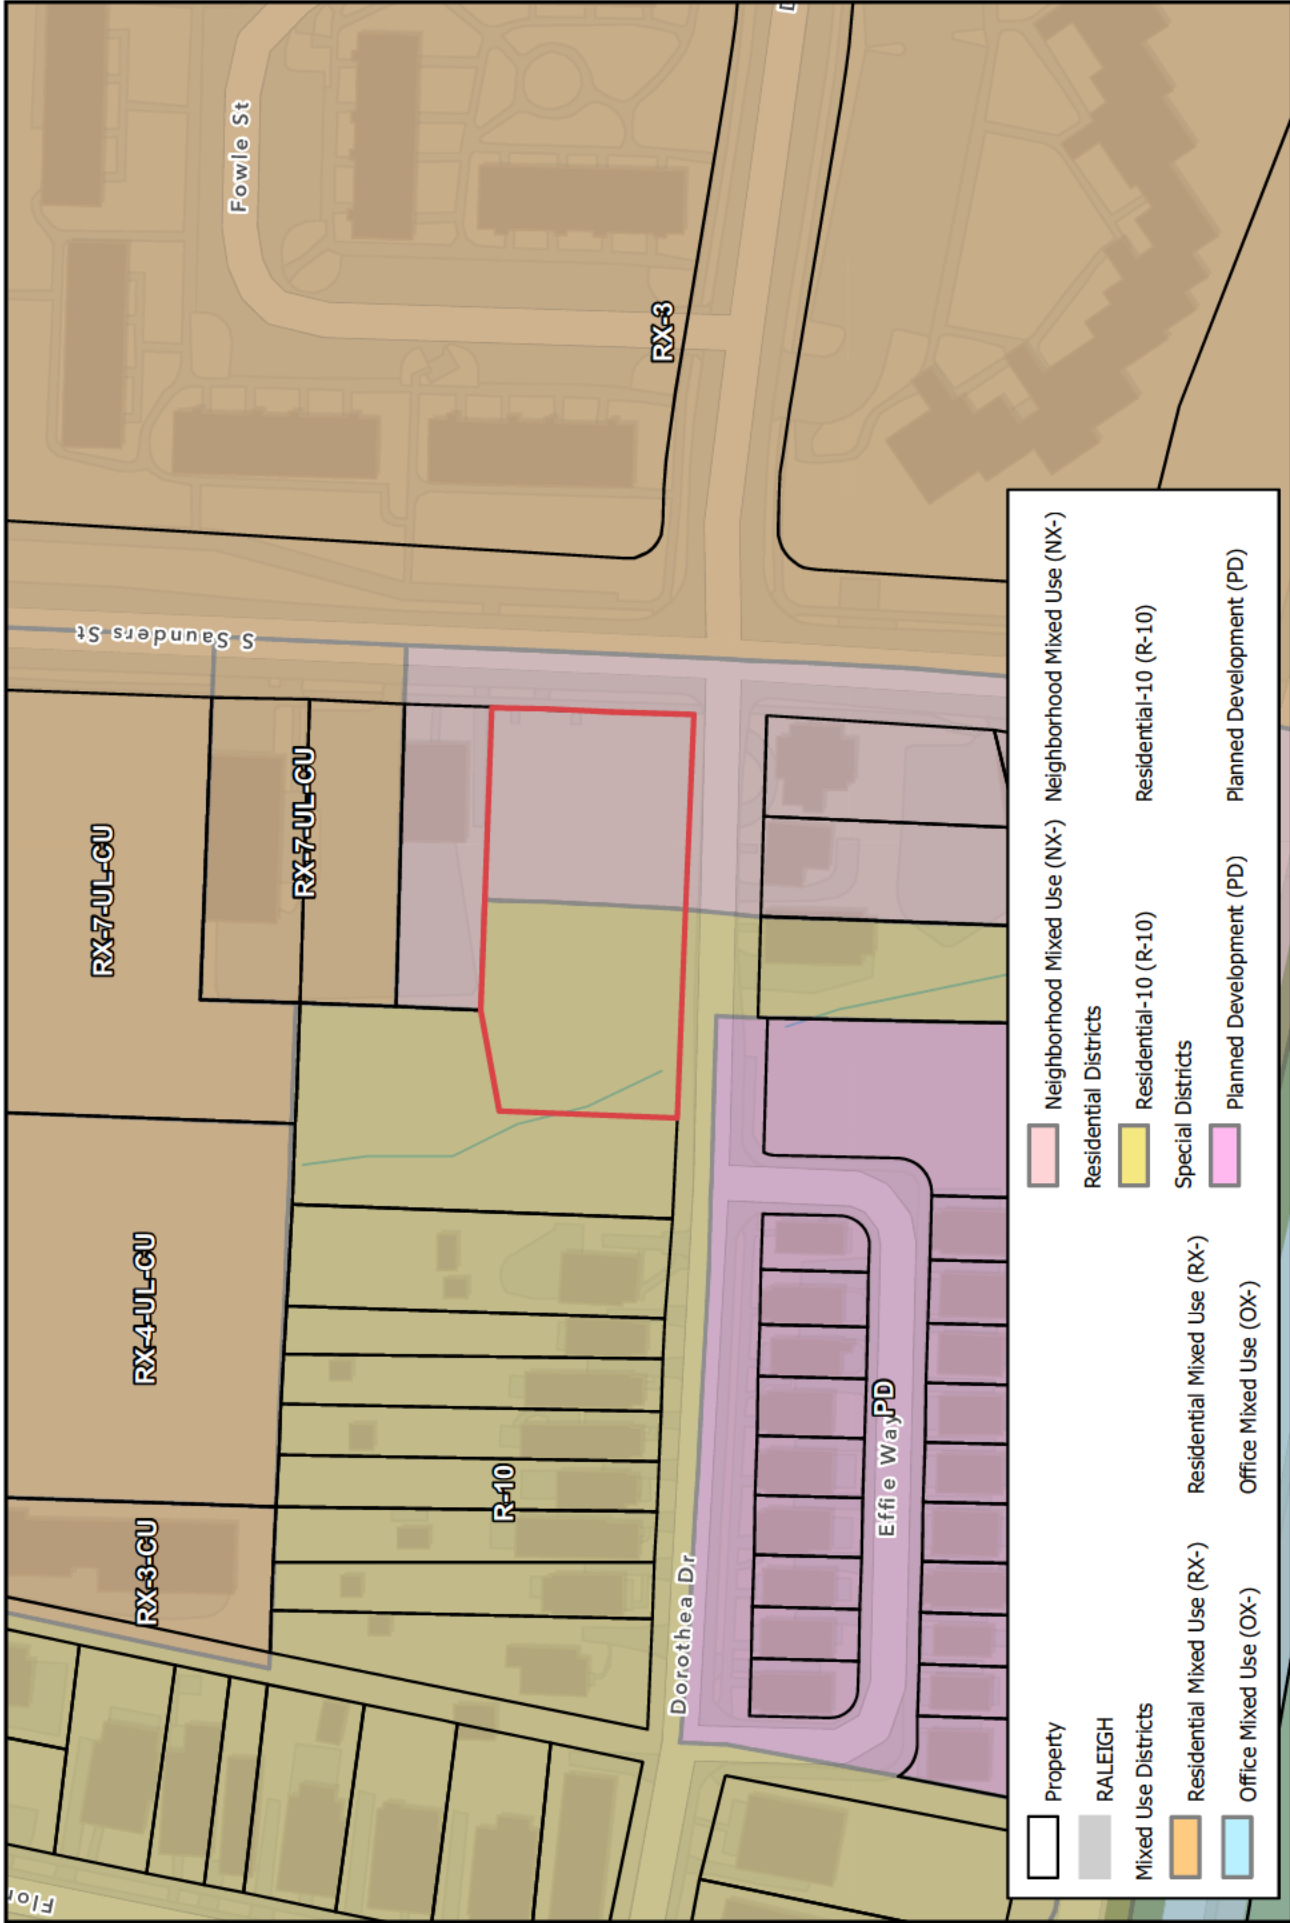 Fowle St
S Saunders St
RX-3
RX-7-UL-CU
RX-7-UL-CU
RX-4-UL-CU
RX-3-CU
R-10
Dorothea Dr
PD
Effie Way
Property
RALEIGH
Mixed Use Districts
Residential Mixed Use (RX-) Residential Mixed Use (RX-)
Office Mixed Use (OX-) Office Mixed Use (OX-)
Neighborhood Mixed Use (NX-) Neighborhood Mixed Use (NX-)
Residential Districts
Residential-10 (R-10) Residential-10 (R-10)
Special Districts
Planned Development (PD) Planned Development (PD)